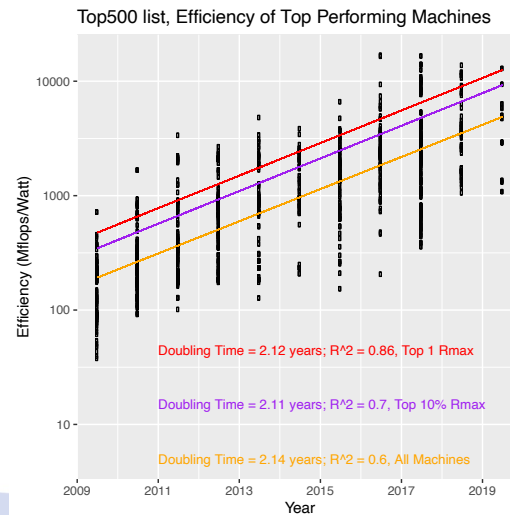 Top500 list, Efficiency of Top Performing Machines
Efficiency (Mflops/Watt)
10000
1000
100
10
Doubling Time = 2.12 years; R^2 = 0.86, Top 1 Rmax
Doubling Time = 2.11 years; R^2 = 0.7, Top 10% Rmax
Doubling Time = 2.14 years; R^2 = 0.6, All Machines
2009 2011 2013 2015 2017 2019
Year